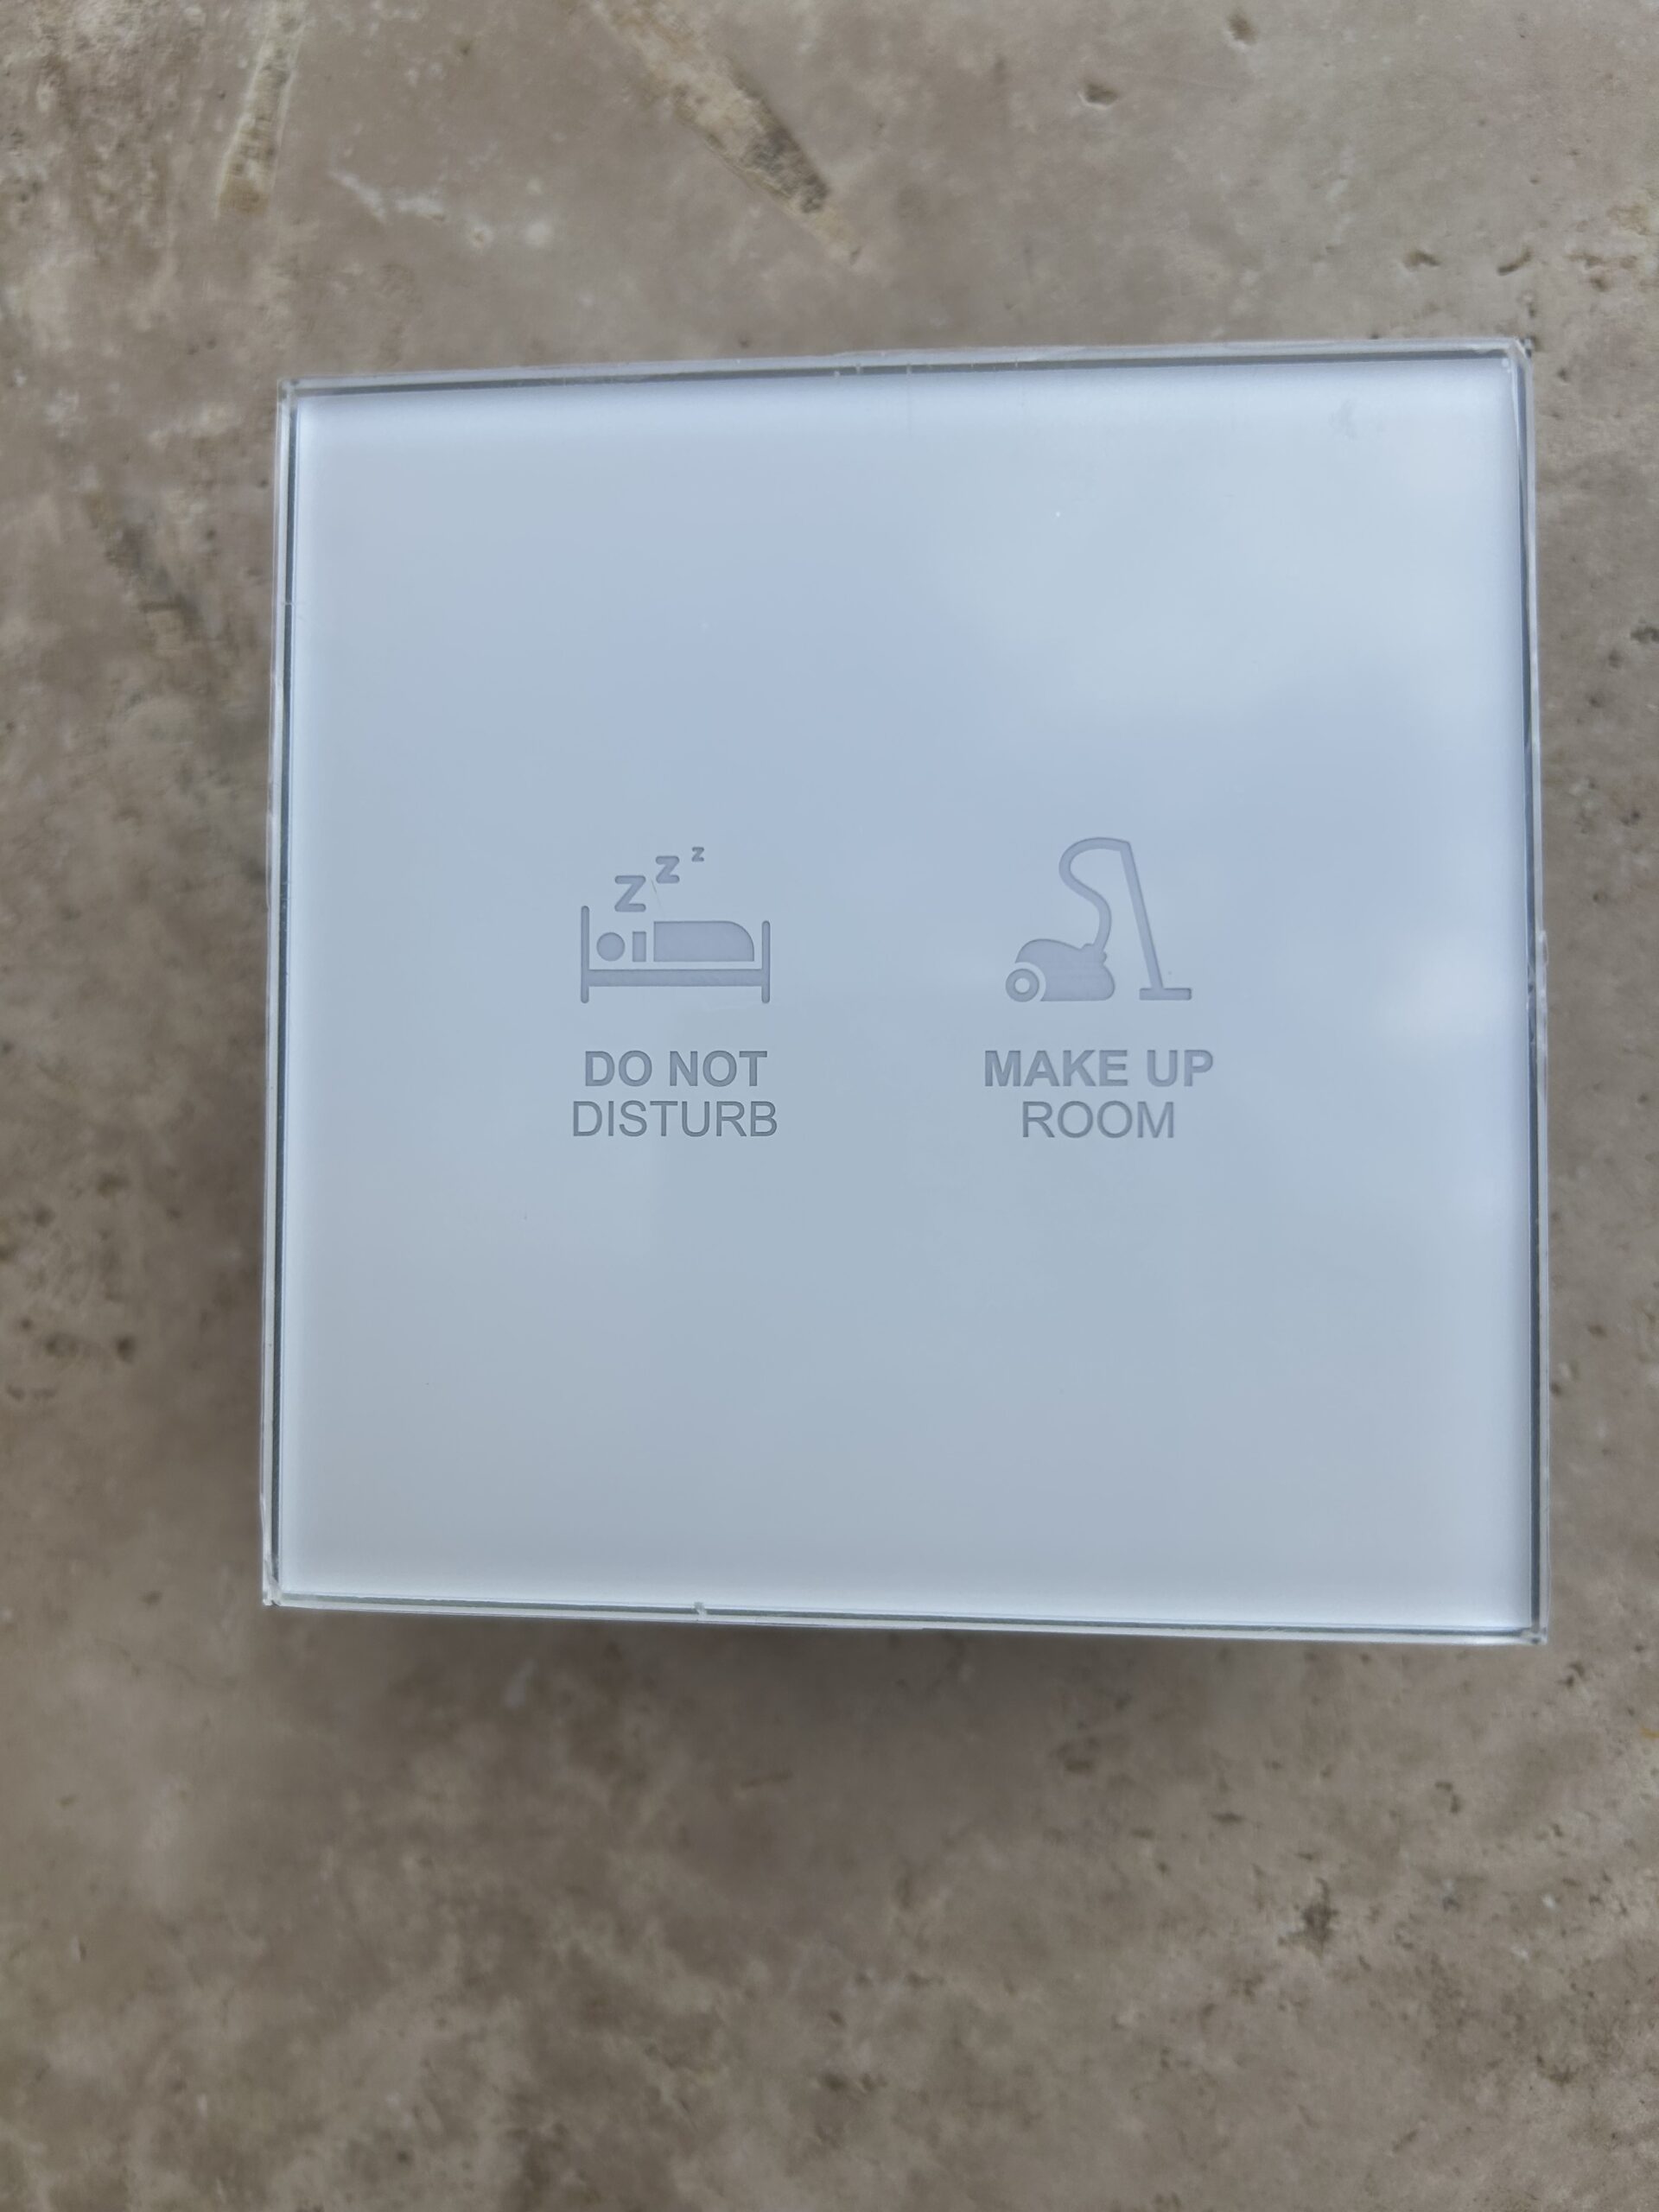 z z z
DO NOT
DISTURB
MAKE UP
ROOM